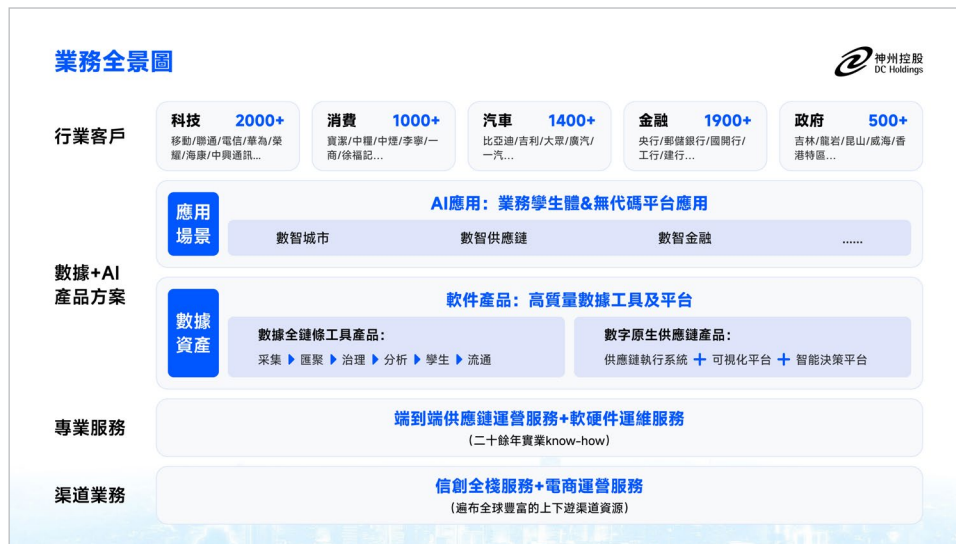 業務全景圖
神州控股
DC Holdings
行業客戶
科技 2000+
移動/聯通/電信/華為/榮
耀/海康/中興通訊...
消費 1000+
寶潔/中糧/中煙/李寧/一
商/徐福記...
汽車 1400+
比亞迪/吉利/大眾/廣汽/
一汽...
金融 1900+
央行/郵儲銀行/國開行/
工行/建行...
政府 500+
吉林/龍岩/昆山/威海/香
港特區...
數據+AI
產品方案
應用
場景
AI應用：業務孿生體&無代碼平台應用
數智城市 數智供應鏈 數智金融 ......
數據
資產
軟件產品：高質量數據工具及平台
數據全鏈條工具產品：
采集 匯聚 治理 分析 孿生 流通
數字原生供應鏈產品：
供應鏈執行系統 + 可視化平台 + 智能決策平台
專業服務
端到端供應鏈運營服務+軟硬件運維服務
(二十餘年實業know-how)
渠道業務
信創全棧服務+電商運營服務
(遍布全球豐富的上下遊渠道資源)